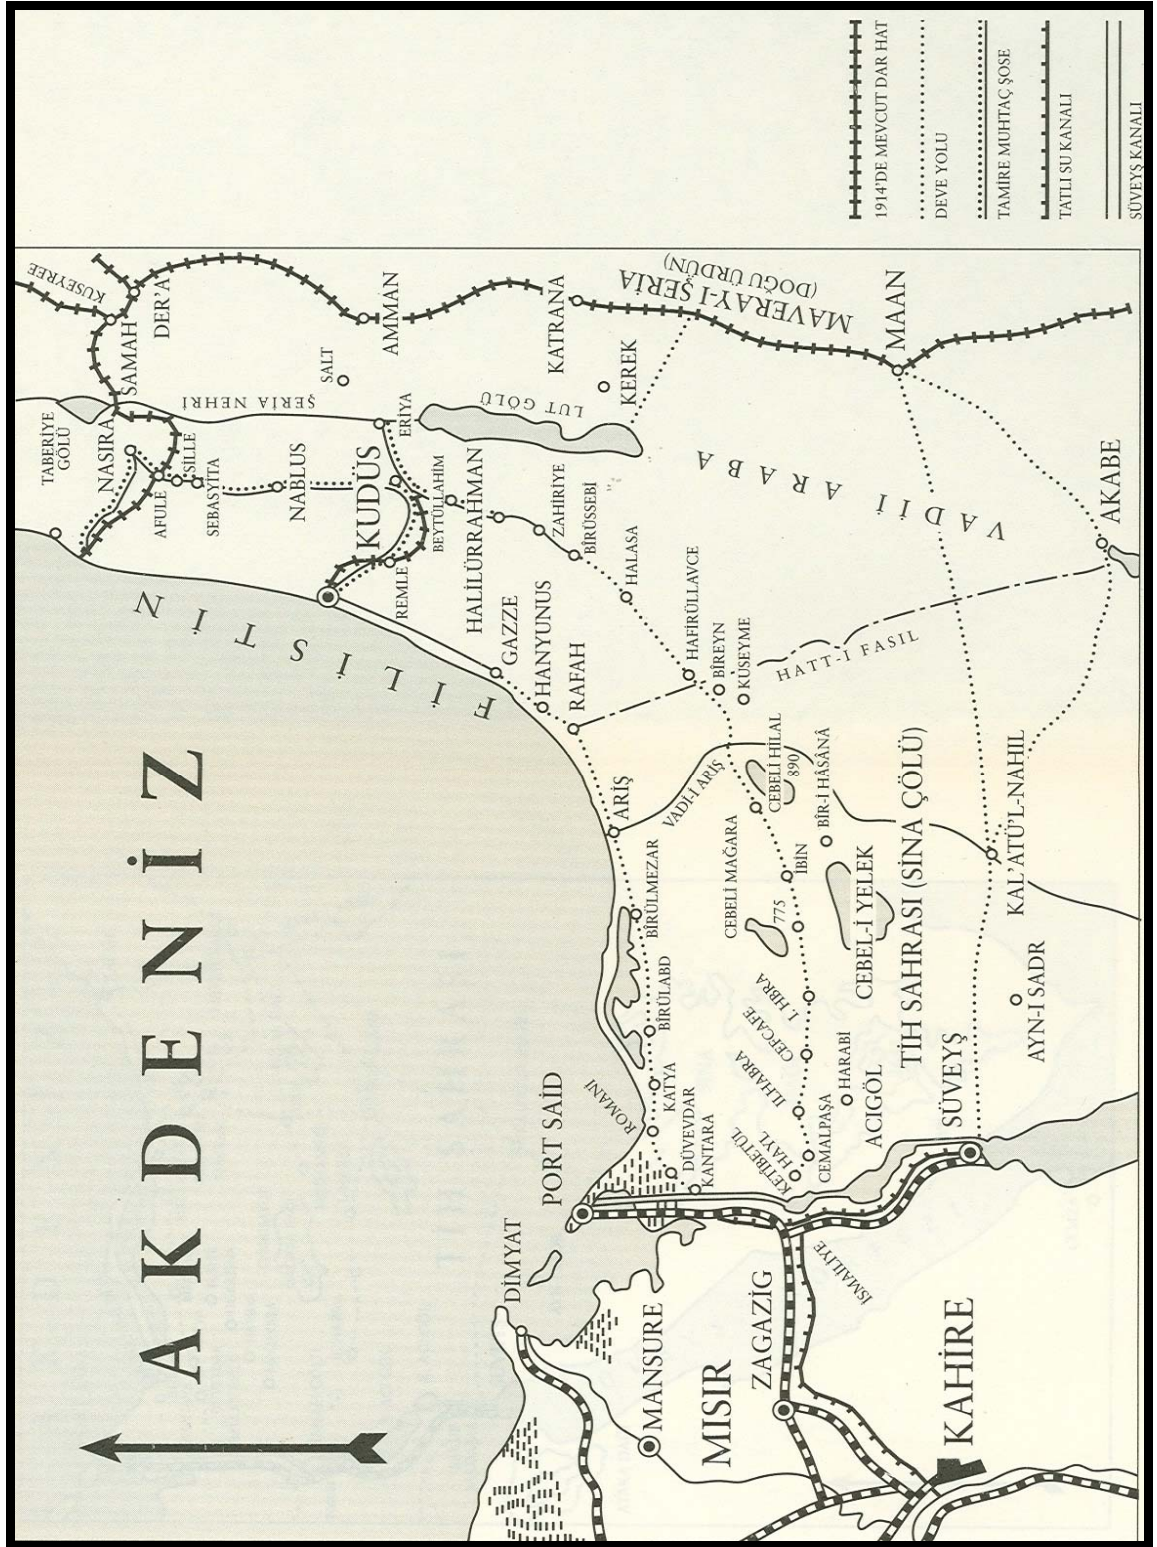 1914'DE MEVCUT DAR HAT
DEVE YOLU
TAMİRE MUHTAÇ ŞOSE
TATLI SU KANALI
SÜVEYŞ KANALI
AKDENİZ
FİLİSTİN
KUSEYREE
SAMAH
DER'A
TABERİYE
GÖLÜ
NASIRA
AFULE
SİLLE
SEBASYİTA
NABLUS
ŞERIA NEHRİ
SALT
AMMAN
ERİYA
KUDÜS
REMLE
BEYTÜLLAHİM
HALİLÜRRAHMAN
LUT GÖLÜ
KATRANA
KEREK
MAVERAY-I ŞERİA
(DOĞU ÜRDÜN)
MAAN
ZAHİRİYE
BİRÜSSEBİ
HALASA
GAZZE
HANYUNUS
RAFAH
HAFİRÜLLAVCE
BİREYN
KUSEYME
VADİİ ARABA
AKABE
HATT-I FASIL
ARİŞ
VADİ-İ ARİŞ
CEBELİ HİLAL
890
BİR-İ HÂSÂNÂ
BİRÜLMEZAR
CEBELİ MAĞARA
775
İBİN
CEBEL-İ YELEK
TİH SAHRASI (SİNA ÇÖLÜ)
KAL'ATÜ'L-NAHIL
AYN-İ SADR
BİRÜLABD
KATYA
ROMANİ
DÜVEVDAR
KANTARA
I. HBRA
CEFCAFE
ILHABRA
HARABİ
KETİBETÜL
HAYL
CEMALPAŞA
ACIGÖL
SÜVEYŞ
PORT SAİD
DİMYAT
MANSURE
MISIR
ZAGAZİG
İSMAİLİYE
KAHİRE